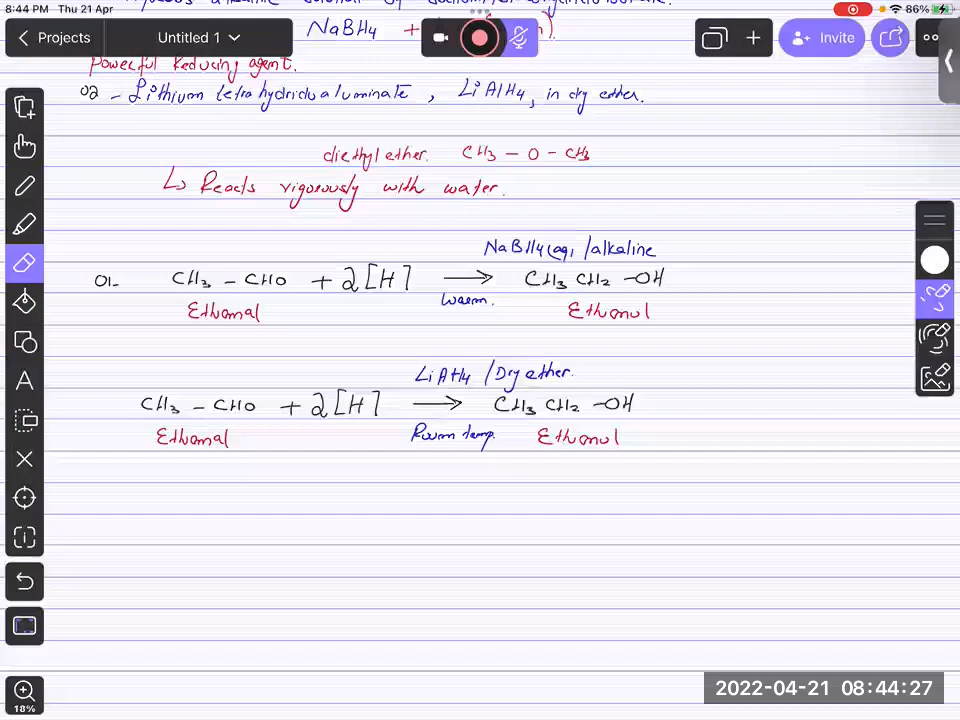 8:44 PM Thu 21 Apr
86%
Projects
Untitled 1
Invite
NaBH4 +
Powerful Reducing agent.
02 - Lithium tetrahydridoaluminate, LiAlH4, in dry ether.
diethyl ether. CH3 - O - CH3
↳ Reacts vigorously with water.
NaBH4(aq) /alkaline
01- CH3 - CHO + 2[H] ⟶ CH3 CH2 -OH
warm.
Ethanal Ethanol
LiAlH4 /Dry ether.
CH3 - CHO + 2[H] ⟶ CH3 CH2 -OH
Room temp.
Ethanal Ethanol
18%
2022-04-21 08:44:27